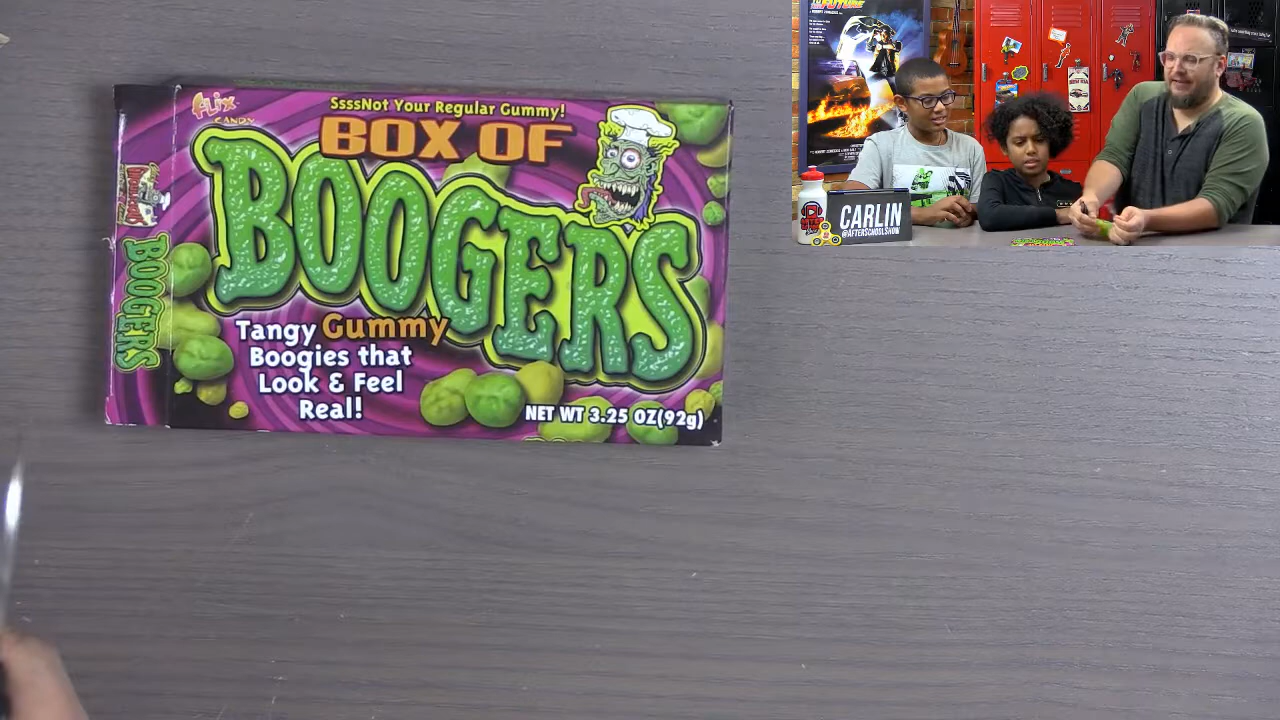 FLiX
CANDY
SsssNot Your Regular Gummy!
BOX OF
BOOGERS
BOOGERS
Tangy Gummy
Boogies that
Look & Feel
Real!
NET WT 3.25 OZ(92g)
FUTURE
CARLIN
@AFTERSCHOOLSHOW